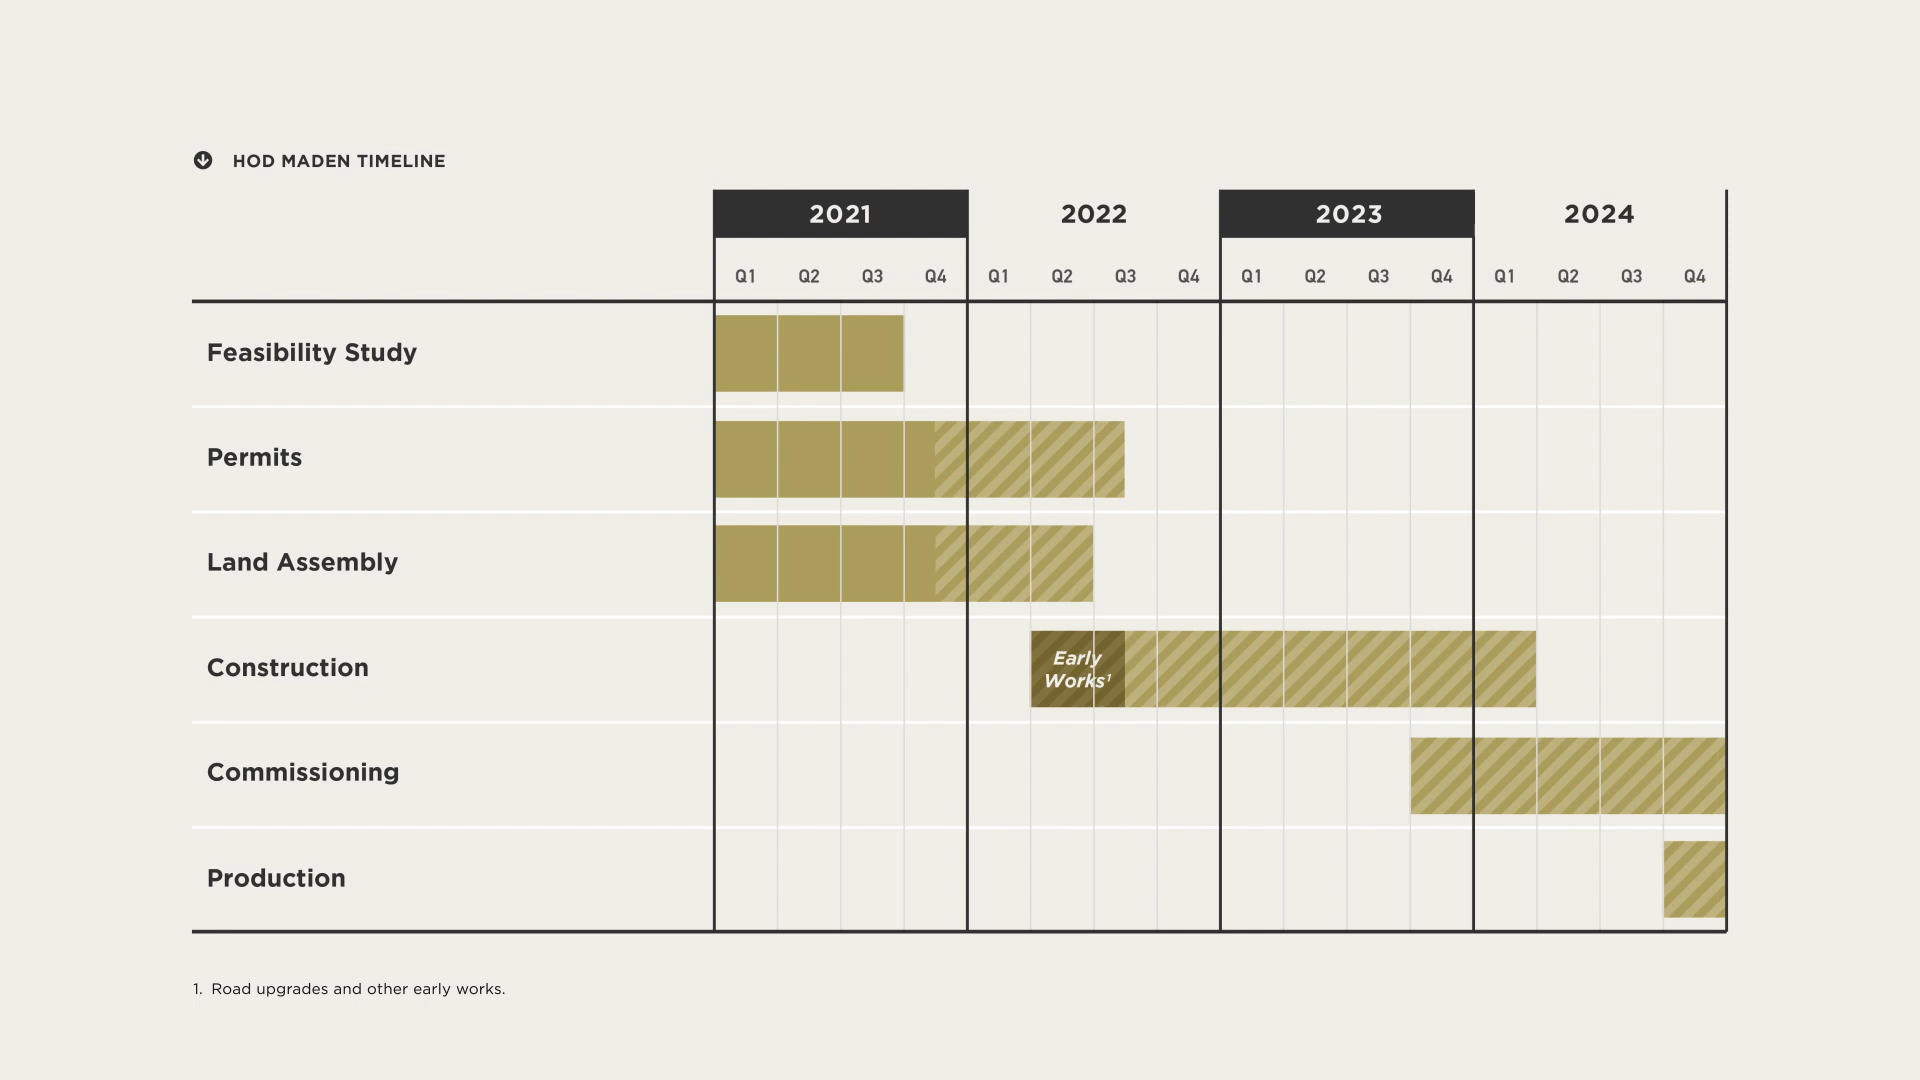 HOD MADEN TIMELINE
2021 2022 2023 2024
Q1 Q2 Q3 Q4 Q1 Q2 Q3 Q4 Q1 Q2 Q3 Q4 Q1 Q2 Q3 Q4
Feasibility Study
Permits
Land Assembly
Construction
Early
Works¹
Commissioning
Production
1. Road upgrades and other early works.